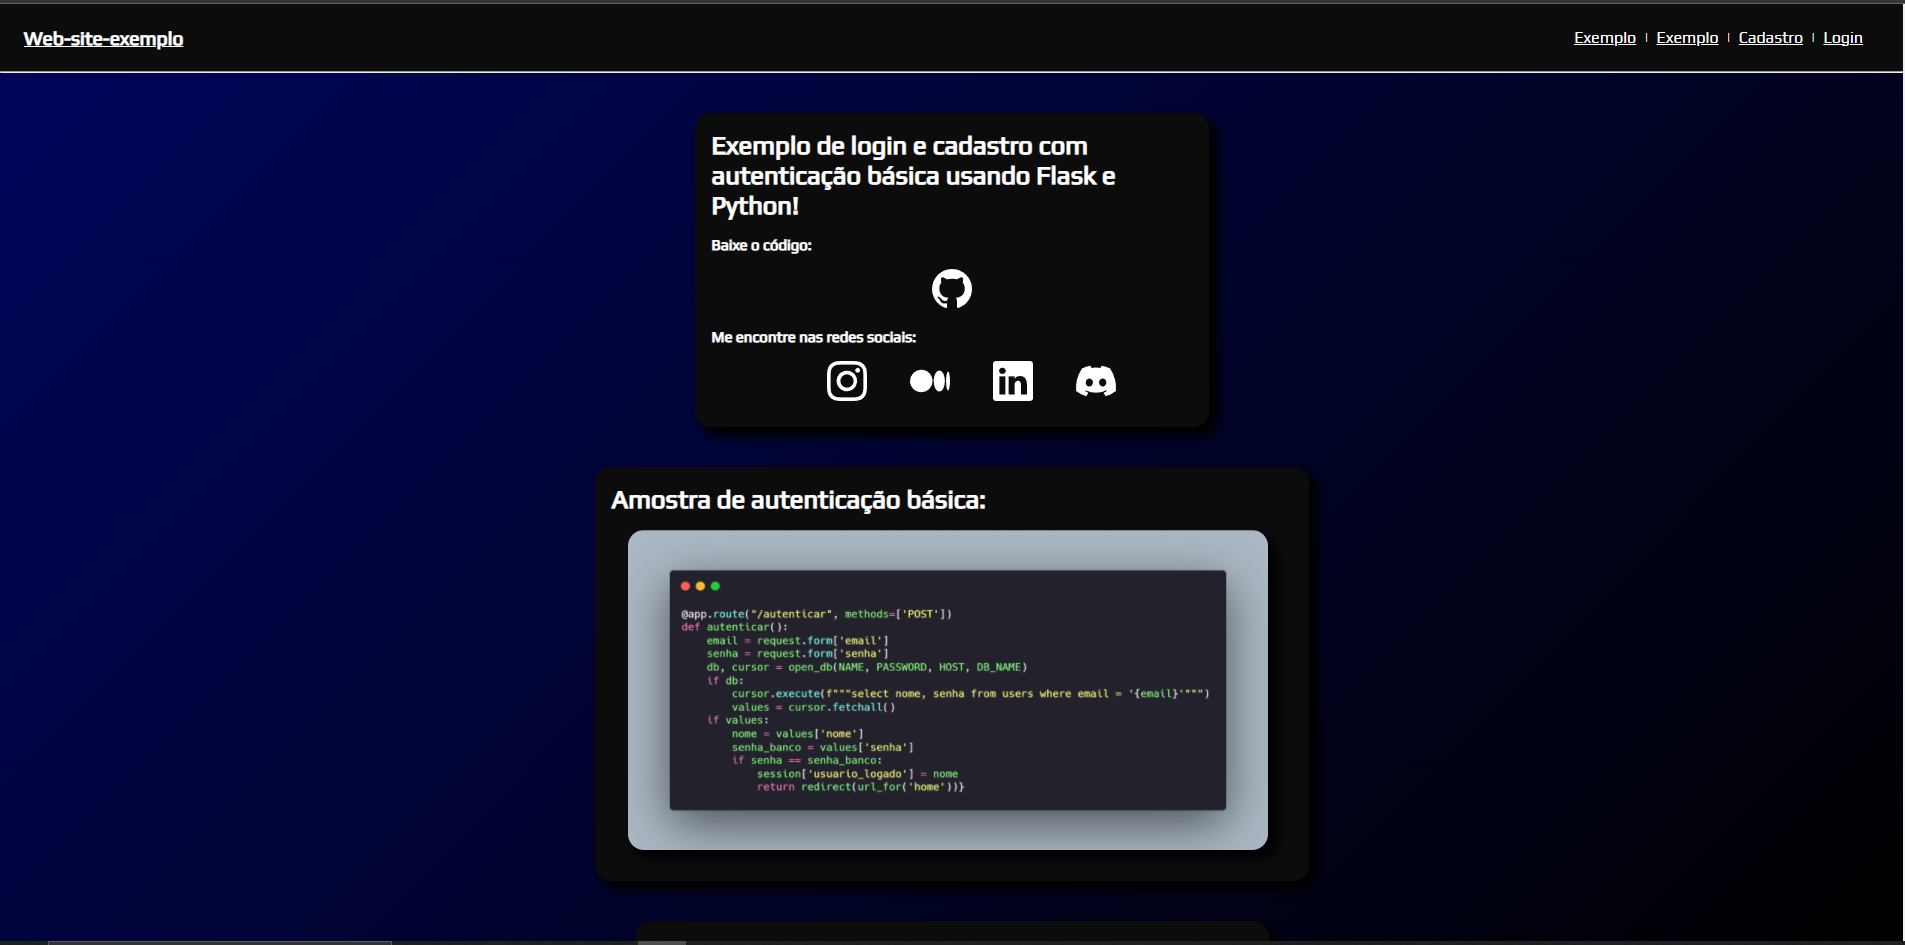 Web-site-exemplo
Exemplo | Exemplo | Cadastro | Login
Exemplo de login e cadastro com
autenticação básica usando Flask e
Python!
Baixe o código:
Me encontre nas redes sociais:
in
Amostra de autenticação básica:
@app.route("/autenticar", methods=['POST'])
def autenticar():
    email = request.form['email']
    senha = request.form['senha']
    db, cursor = open_db(NAME, PASSWORD, HOST, DB_NAME)
    if db:
        cursor.execute(f"""select nome, senha from users where email = '{email}'""")
        values = cursor.fetchall()
    if values:
        nome = values['nome']
        senha_banco = values['senha']
        if senha == senha_banco:
            session['usuario_logado'] = nome
            return redirect(url_for('home'))}